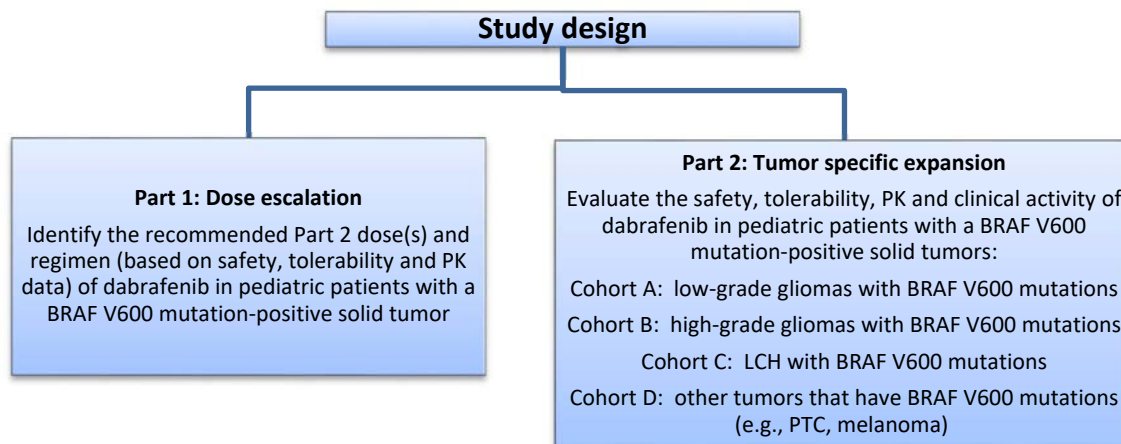 Study design
Part 1: Dose escalation
Identify the recommended Part 2 dose(s) and
regimen (based on safety, tolerability and PK
data) of dabrafenib in pediatric patients with a
BRAF V600 mutation-positive solid tumor
Part 2: Tumor specific expansion
Evaluate the safety, tolerability, PK and clinical activity of
dabrafenib in pediatric patients with a BRAF V600
mutation-positive solid tumors:
Cohort A: low-grade gliomas with BRAF V600 mutations
Cohort B: high-grade gliomas with BRAF V600 mutations
Cohort C: LCH with BRAF V600 mutations
Cohort D: other tumors that have BRAF V600 mutations
(e.g., PTC, melanoma)